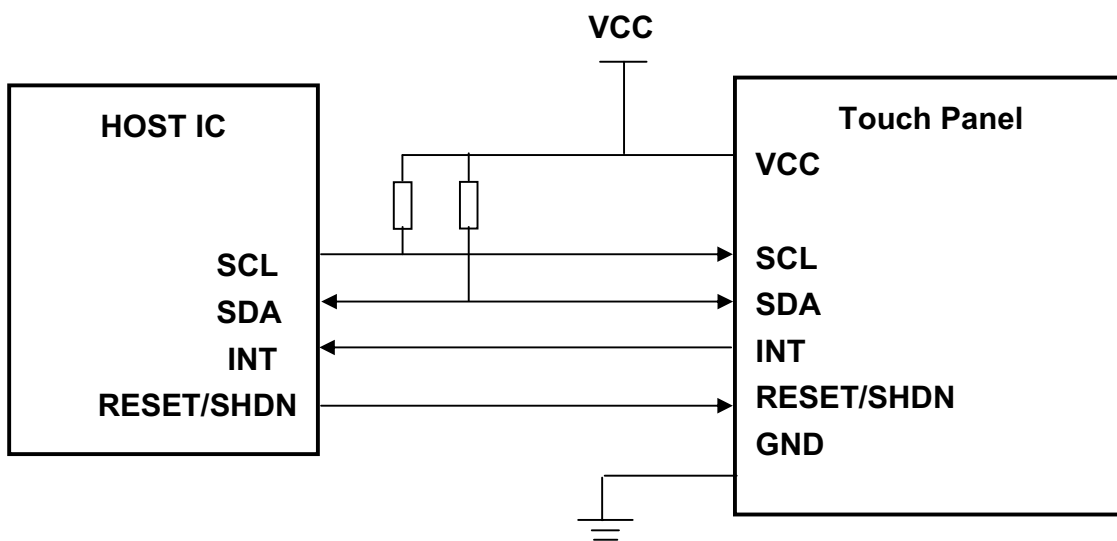 VCC
HOST IC
SCL
SDA
INT
RESET/SHDN
Touch Panel
VCC
SCL
SDA
INT
RESET/SHDN
GND